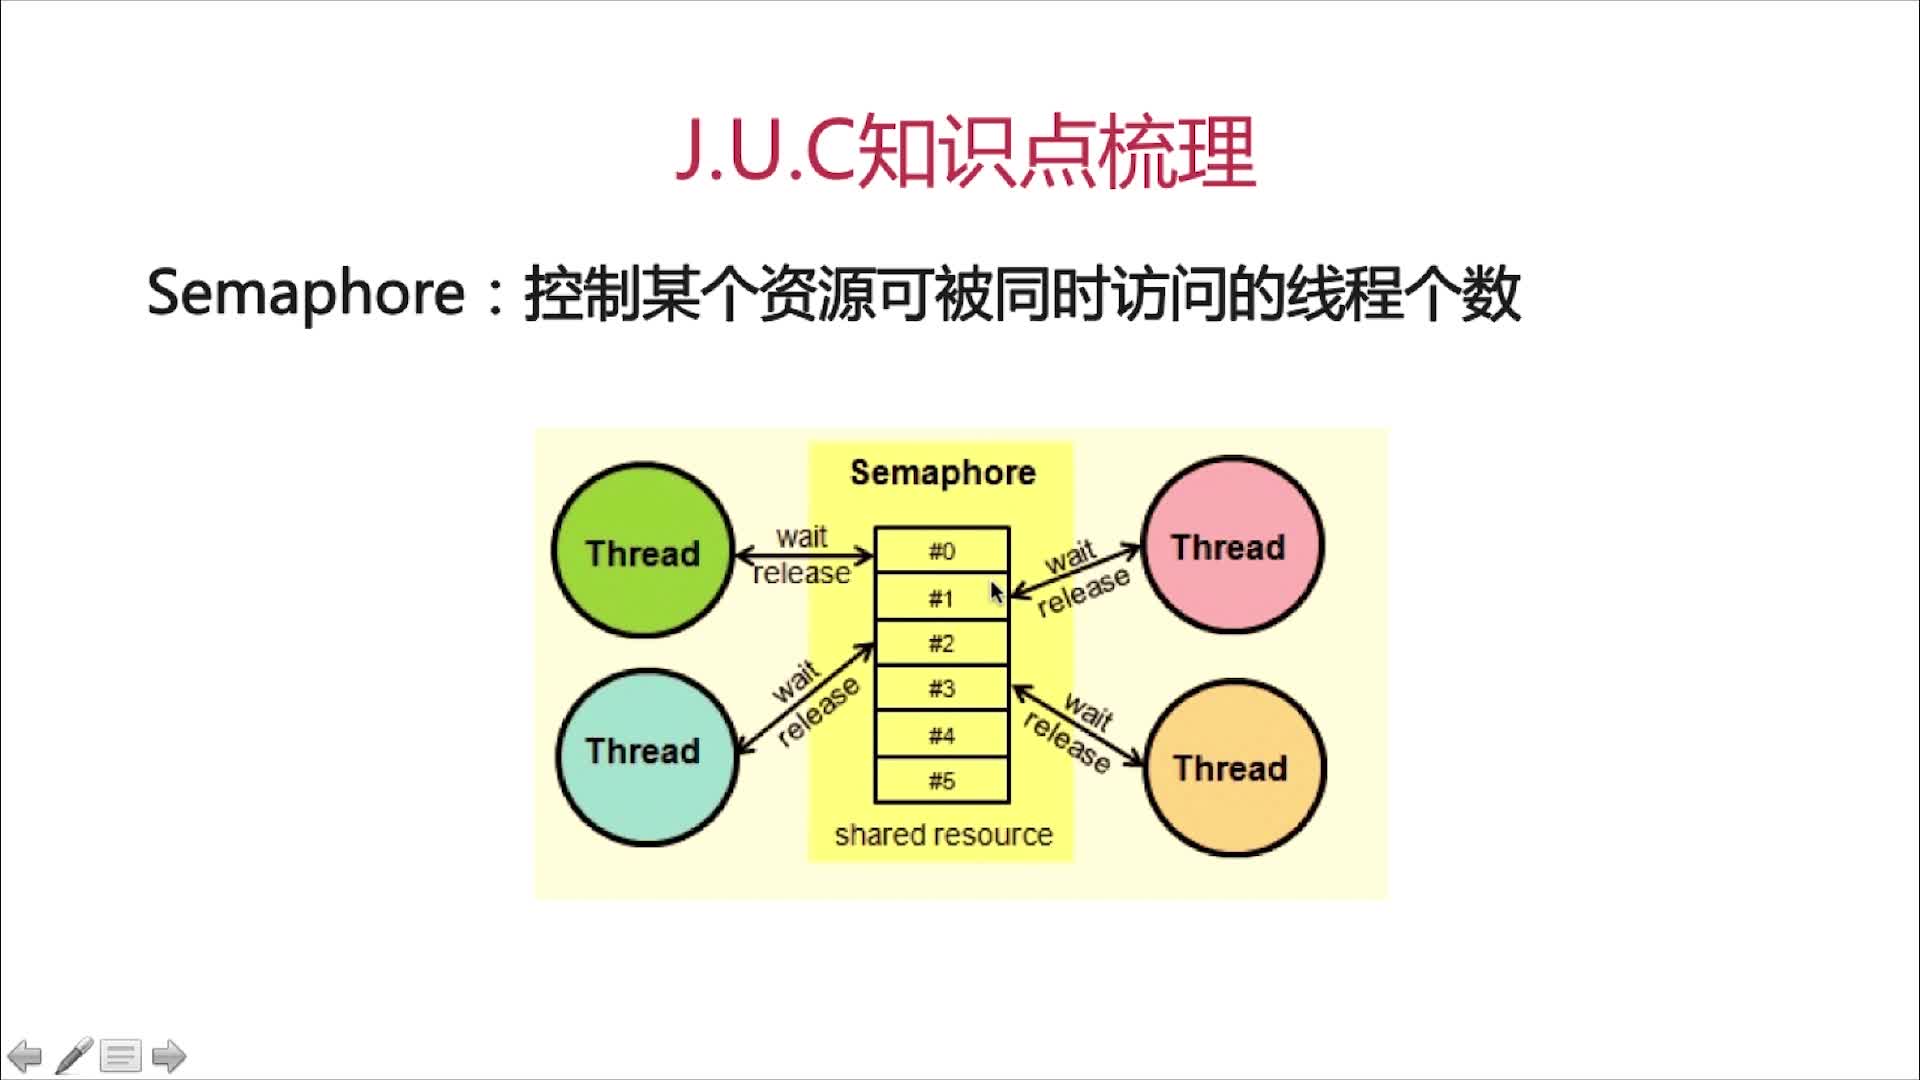 J.U.C知识点梳理
Semaphore：控制某个资源可被同时访问的线程个数
Semaphore
Thread
wait
release
#0
wait
release
Thread
#1
#2
Thread
wait
release
#3
wait
release
Thread
#4
#5
shared resource